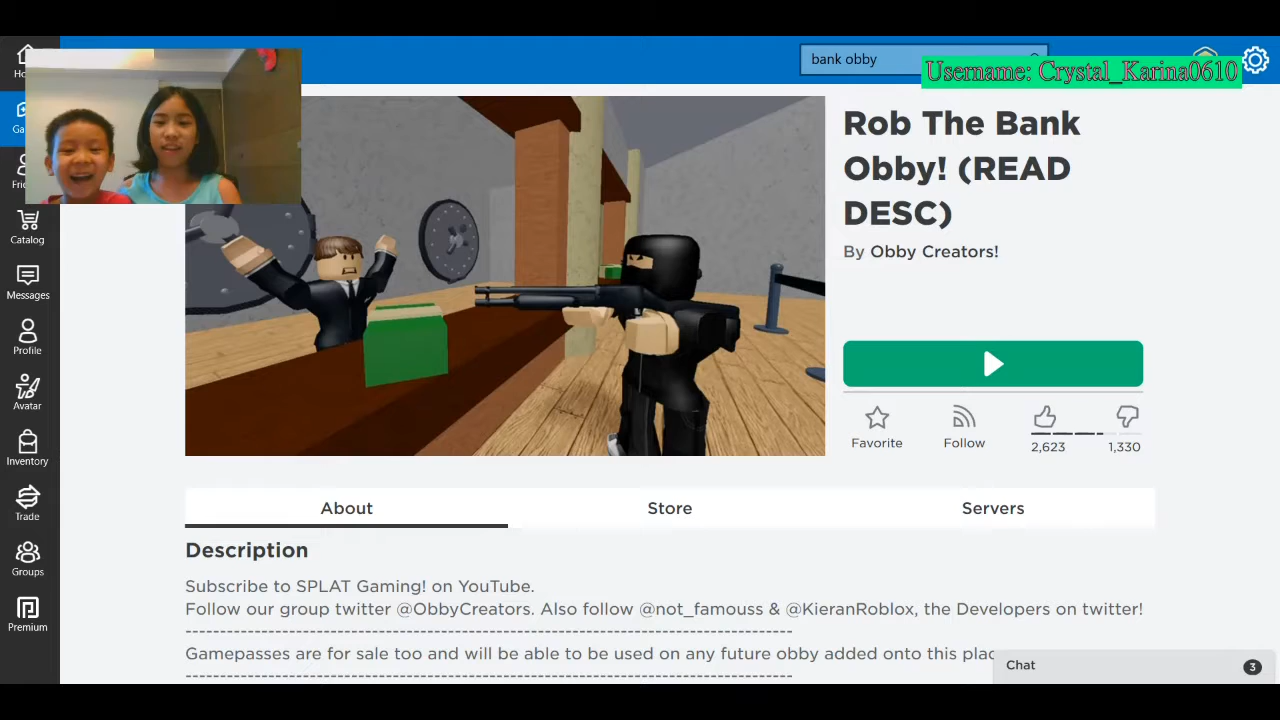 bank obby
Username: Crystal_Karina0610
Catalog
Messages
Profile
Avatar
Inventory
Trade
Groups
Premium
Rob The Bank
Obby! (READ
DESC)
By Obby Creators!
Favorite
Follow
2,623
1,330
About
Store
Servers
Description
Subscribe to SPLAT Gaming! on YouTube.
Follow our group twitter @ObbyCreators. Also follow @not_famouss & @KieranRoblox, the Developers on twitter!
--------------------------------------------------------------------------------------
Gamepasses are for sale too and will be able to be used on any future obby added onto this plac
--------------------------------------------------------------------------------------
Chat
3